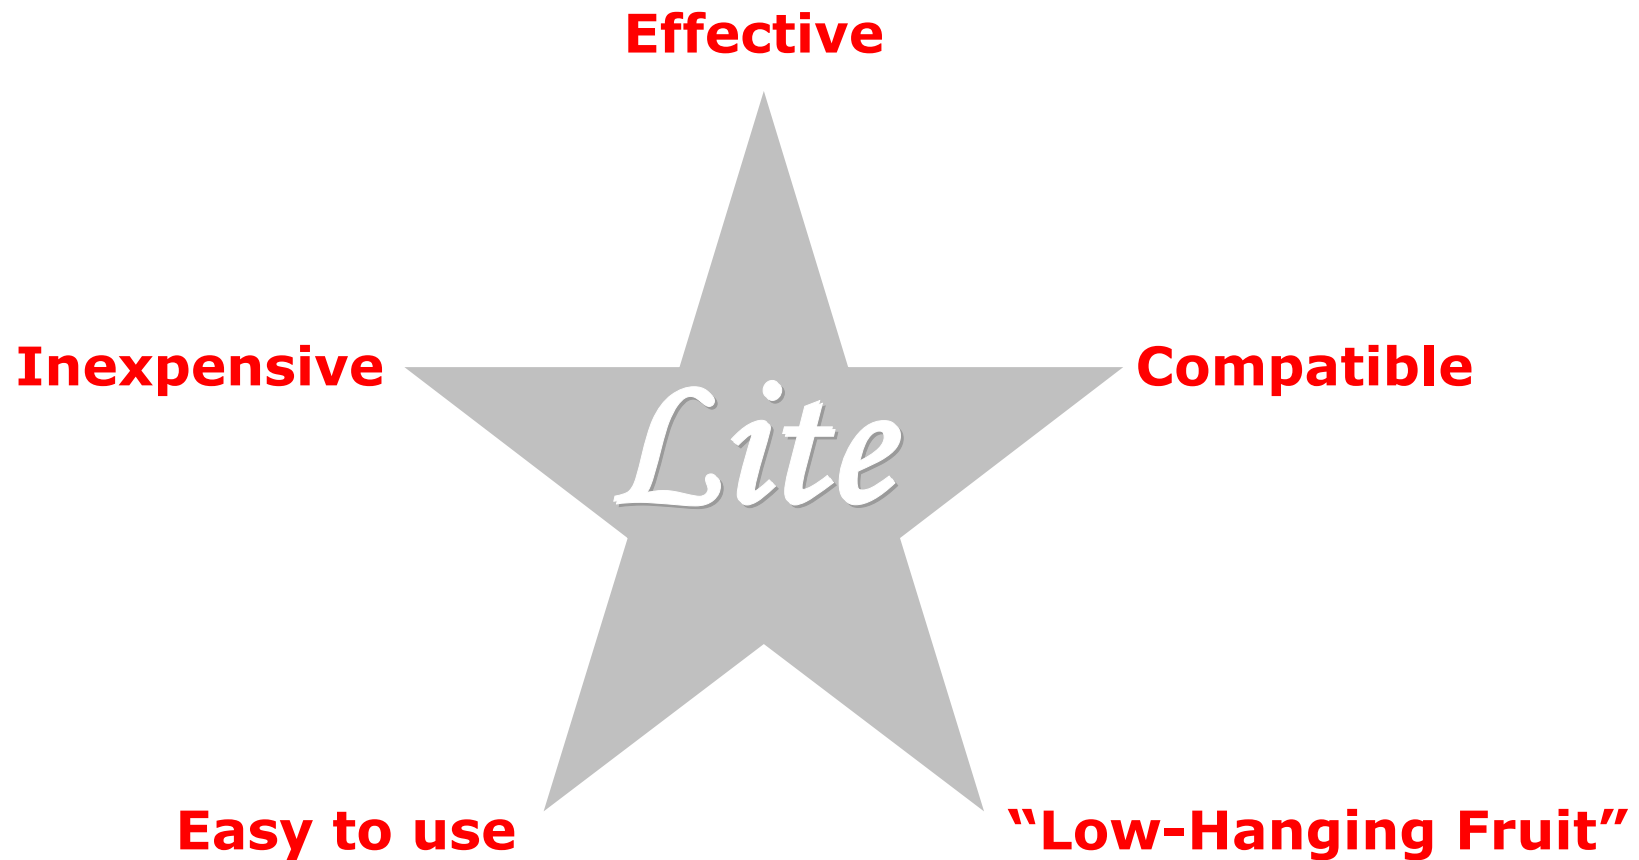 Effective
Inexpensive
Compatible
Lite
Easy to use
“Low-Hanging Fruit”